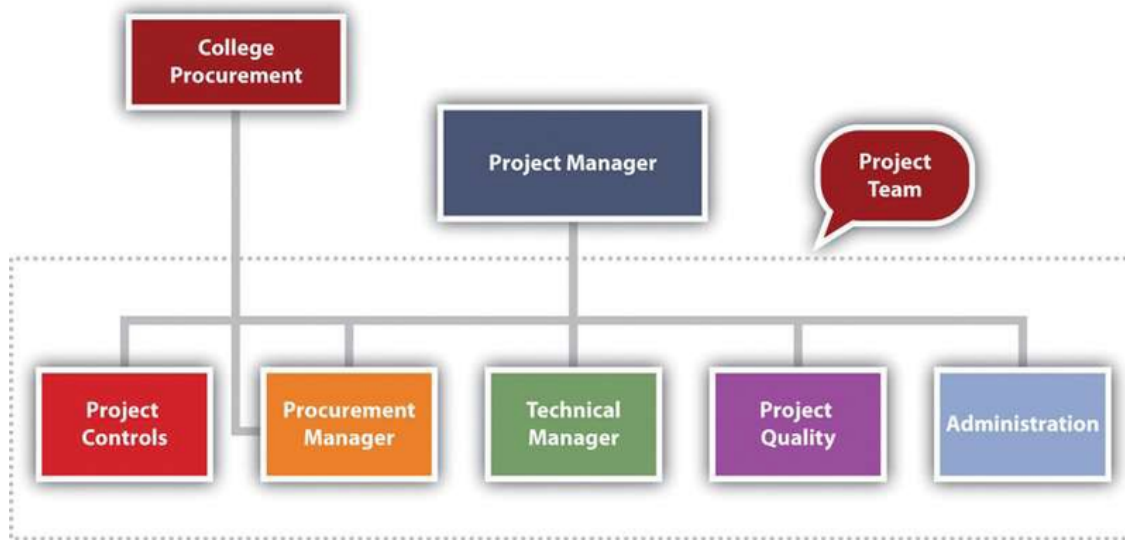 College
Procurement
Project Manager
Project
Team
Project
Controls
Procurement
Manager
Technical
Manager
Project
Quality
Administration